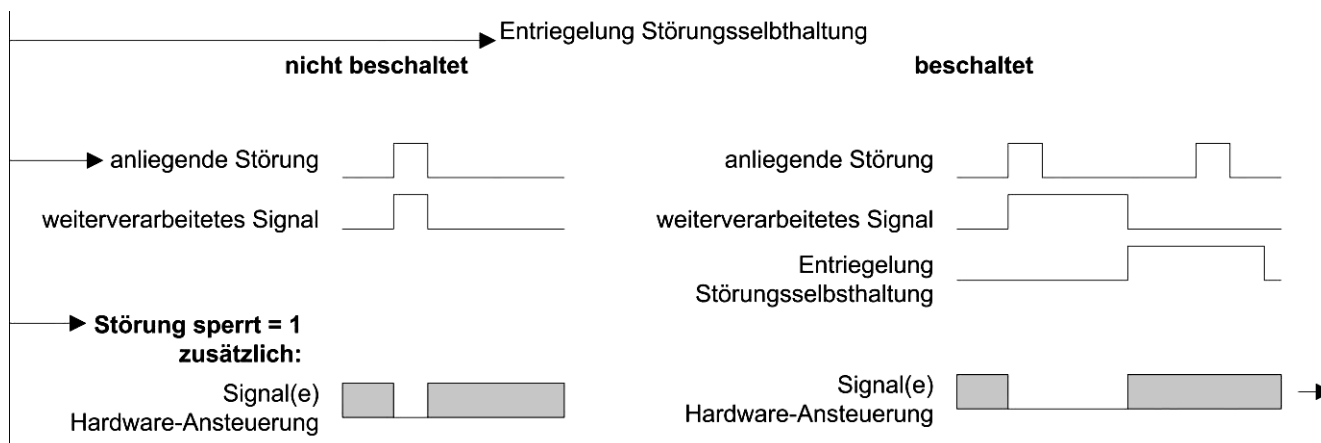 Entriegelung Störungsselbthaltung
nicht beschaltet
beschaltet
anliegende Störung
anliegende Störung
weiterverarbeitetes Signal
weiterverarbeitetes Signal
Entriegelung
Störungsselbsthaltung
Störung sperrt = 1
zusätzlich:
Signal(e)
Hardware-Ansteuerung
Signal(e)
Hardware-Ansteuerung